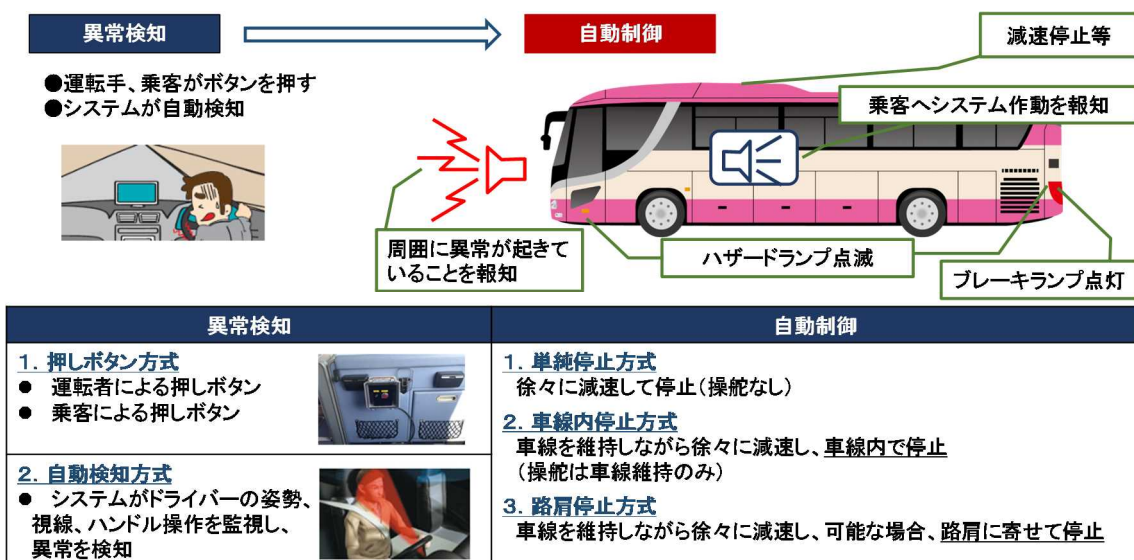 異常検知
自動制御
●運転手、乗客がボタンを押す
●システムが自動検知
減速停止等
乗客へシステム作動を報知
周囲に異常が起きて
いることを報知
ハザードランプ点滅
ブレーキランプ点灯
異常検知
1. 押しボタン方式
● 運転者による押しボタン
● 乗客による押しボタン
2. 自動検知方式
● システムがドライバーの姿勢、
視線、ハンドル操作を監視し、
異常を検知
自動制御
1. 単純停止方式
徐々に減速して停止(操舵なし)
2. 車線内停止方式
車線を維持しながら徐々に減速し、車線内で停止
(操舵は車線維持のみ)
3. 路肩停止方式
車線を維持しながら徐々に減速し、可能な場合、路肩に寄せて停止